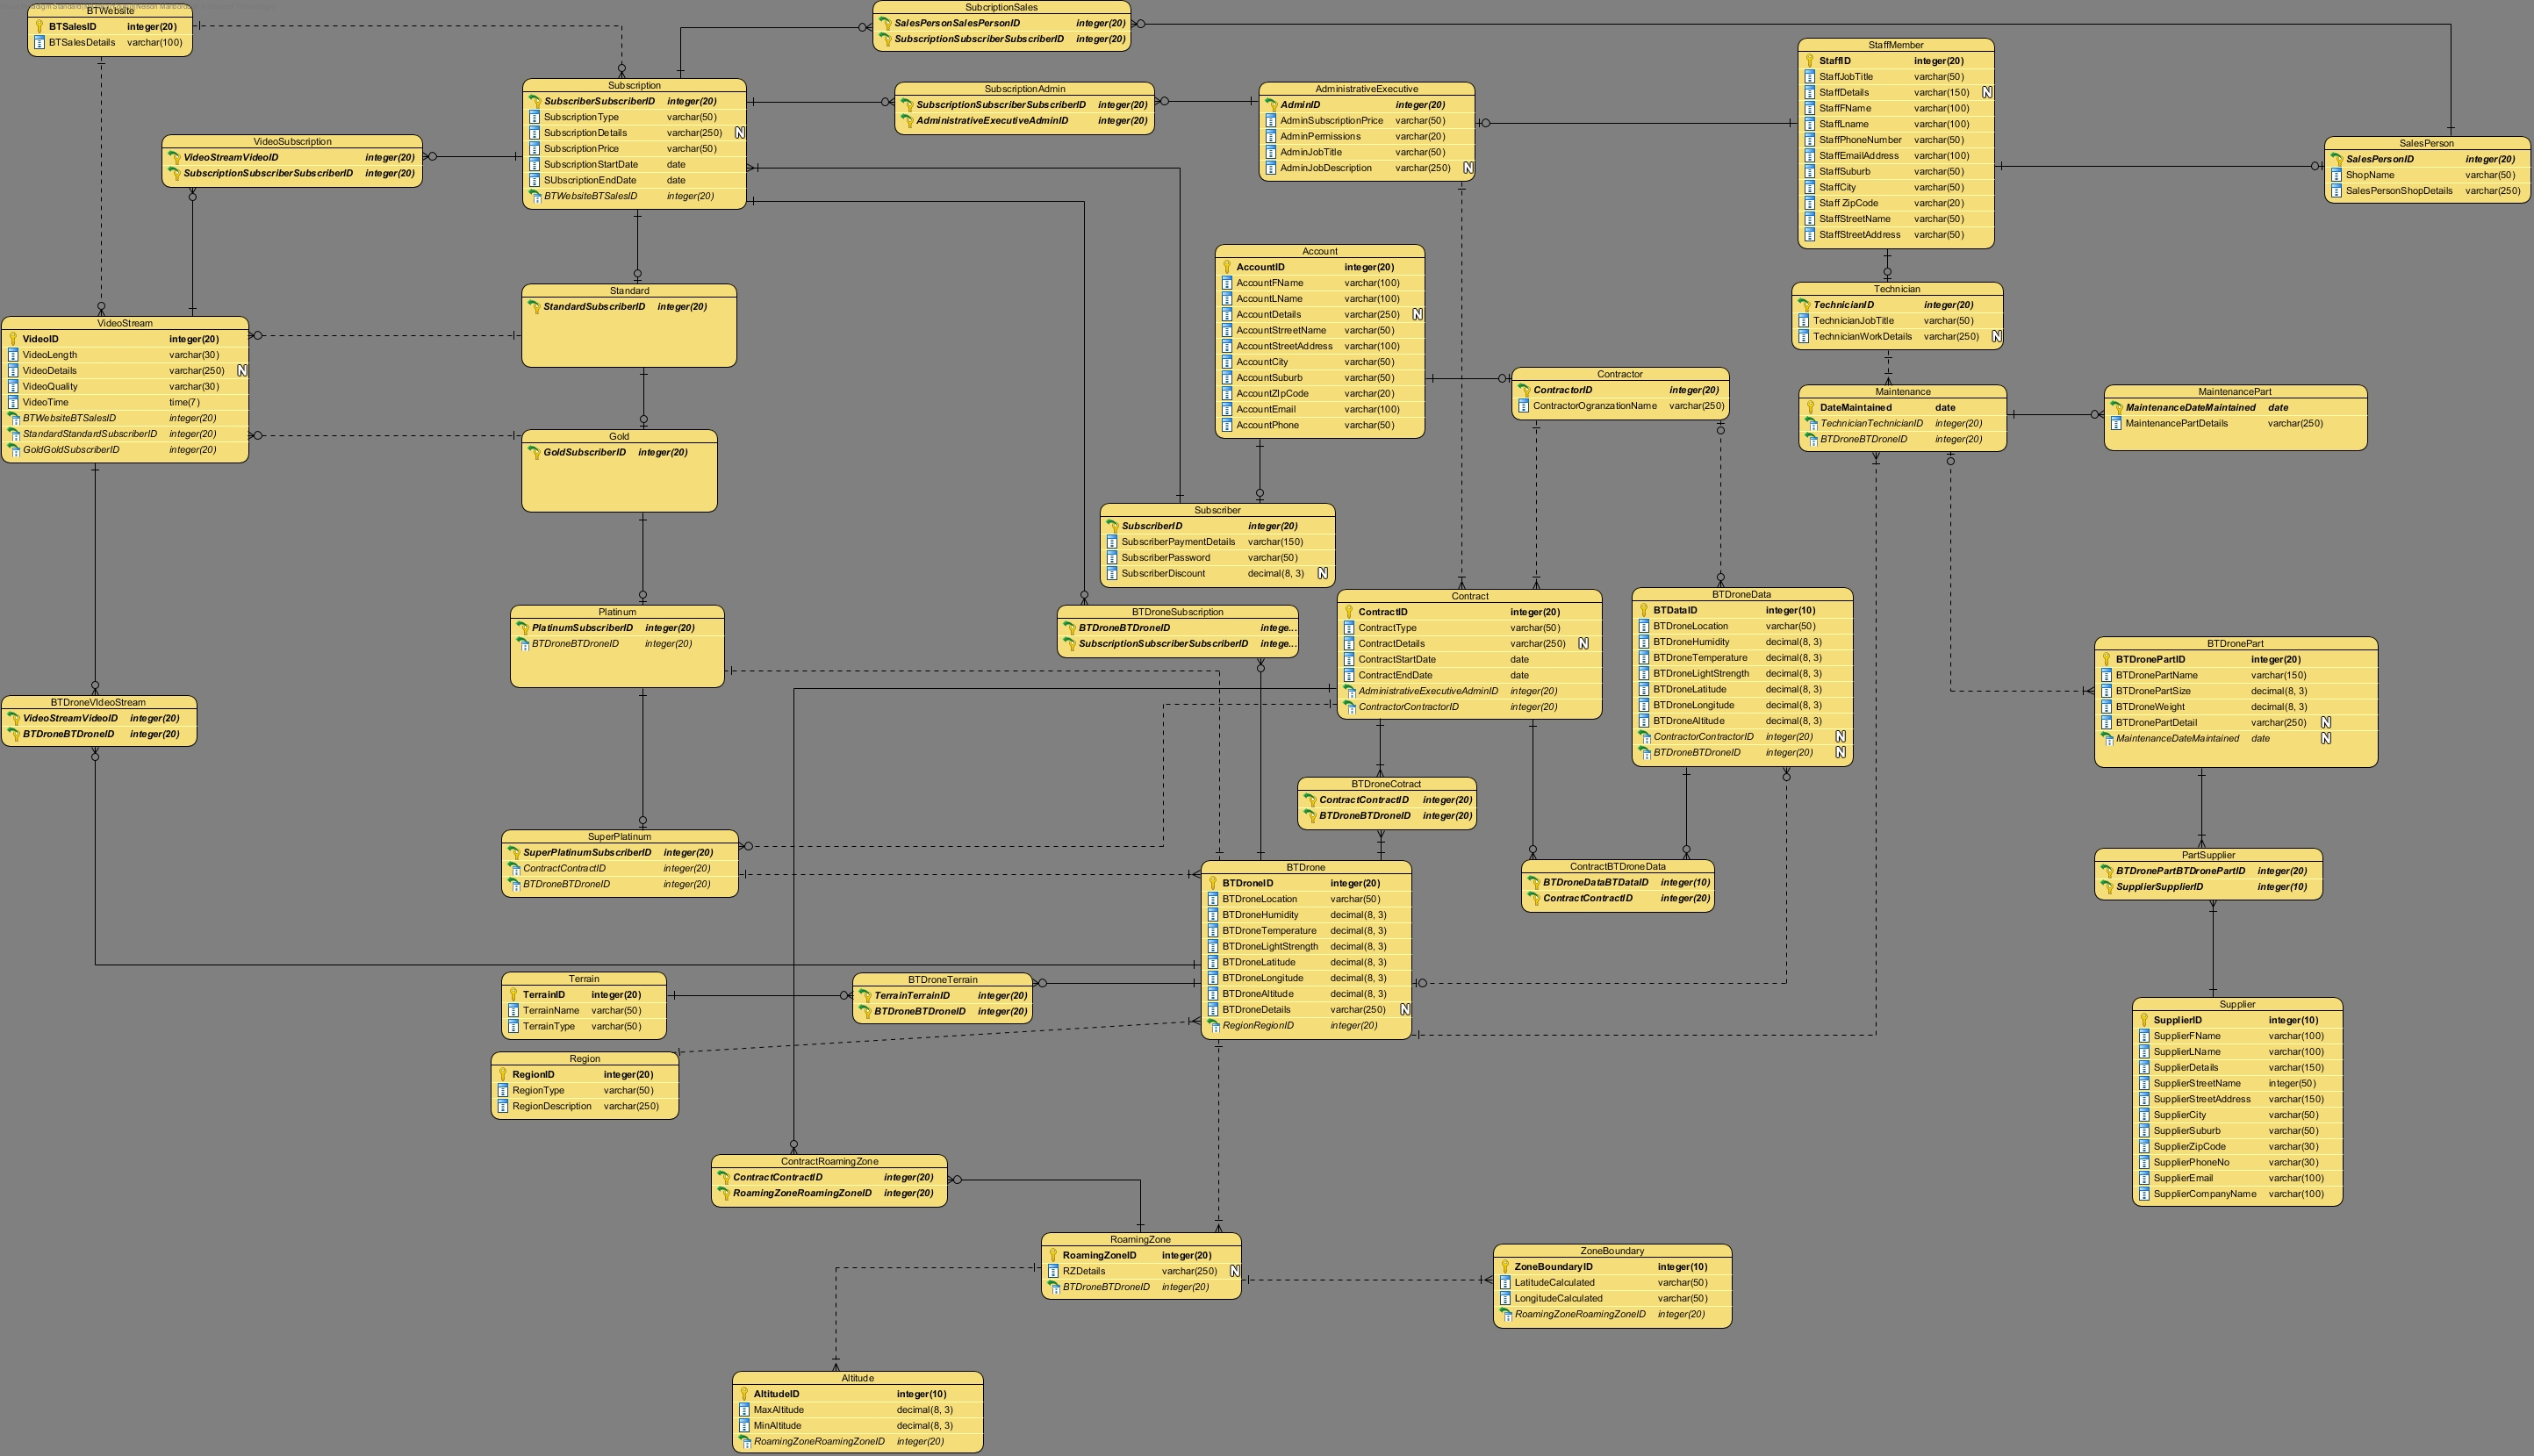 BTWebsite
BTSalesID integer(20)
BTSalesDetails varchar(100)
SubcriptionSales
SalesPersonSalesPersonID integer(20)
SubscriptionSubscriberSubscriberID integer(20)
StaffMember
StaffID integer(20)
StaffJobTitle varchar(50)
StaffDetails varchar(150) N
StaffFName varchar(100)
StaffLname varchar(100)
StaffPhoneNumber varchar(50)
StaffEmailAddress varchar(100)
StaffSuburb varchar(50)
StaffCity varchar(50)
Staff ZipCode varchar(20)
StaffStreetName varchar(50)
StaffStreetAddress varchar(50)
Subscription
SubscriberSubscriberID integer(20)
SubscriptionType varchar(50)
SubscriptionDetails varchar(250) N
SubscriptionPrice varchar(50)
SubscriptionStartDate date
SUbscriptionEndDate date
BTWebsiteBTSalesID integer(20)
SubscriptionAdmin
SubscriptionSubscriberSubscriberID integer(20)
AdministrativeExecutiveAdminID integer(20)
AdministrativeExecutive
AdminID integer(20)
AdminSubscriptionPrice varchar(50)
AdminPermissions varchar(20)
AdminJobTitle varchar(50)
AdminJobDescription varchar(250) N
VideoSubscription
VideoStreamVideoID integer(20)
SubscriptionSubscriberSubscriberID integer(20)
SalesPerson
SalesPersonID integer(20)
ShopName varchar(50)
SalesPersonShopDetails varchar(250)
Account
AccountID integer(20)
AccountFName varchar(100)
AccountLName varchar(100)
AccountDetails varchar(250) N
AccountStrreetName varchar(50)
AccountStreetAddress varchar(100)
AccountCity varchar(50)
AccountSuburb varchar(50)
AccountZIpCode varchar(20)
AccountEmail varchar(100)
AccountPhone varchar(50)
Standard
StandardSubscriberID integer(20)
Technician
TechnicianID integer(20)
TechnicianJobTitle varchar(50)
TechnicianWorkDetails varchar(250) N
VideoStream
VideoID integer(20)
VideoLength varchar(30)
VideoDetails varchar(250) N
VideoQuality varchar(30)
VideoTime time(7)
BTWebsiteBTSalesID integer(20)
StandardStandardSubscriberID integer(20)
GoldGoldSubscriberID integer(20)
Contractor
ContractorID integer(20)
ContractorOgranzationName varchar(250)
Maintenance
DateMaintained date
TechnicianTechnicianID integer(20)
BTDroneBTDroneID integer(20)
MaintenancePart
MaintenanceDateMaintained date
MaintenancePartDetails varchar(250)
Gold
GoldSubscriberID integer(20)
Subscriber
SubscriberID integer(20)
SubscriberPaymentDetails varchar(150)
SubscriberPassword varchar(50)
SubscriberDiscount decimal(8, 3) N
Platinum
PlatinumSubscriberID integer(20)
BTDroneBTDroneID integer(20)
BTDroneSubscription
BTDroneBTDroneID intege...
SubscriptionSubscriberSubscriberID intege...
Contract
ContractID integer(20)
ContractType varchar(50)
ContractDetails varchar(250) N
ContractStartDate date
ContractEndDate date
AdministrativeExecutiveAdminID integer(20)
ContractorContractorID integer(20)
BTDroneData
BTDataID integer(10)
BTDroneLocation varchar(50)
BTDroneHumidity decimal(8, 3)
BTDroneTemperature decimal(8, 3)
BTDroneLightStrength decimal(8, 3)
BTDroneLatitude decimal(8, 3)
BTDroneLongitude decimal(8, 3)
BTDroneAltitude decimal(8, 3)
ContractorContractorID integer(20) N
BTDroneBTDroneID integer(20) N
BTDronePart
BTDronePartID integer(20)
BTDronePartName varchar(150)
BTDronePartSize decimal(8, 3)
BTDroneWeight decimal(8, 3)
BTDronePartDetail varchar(250) N
MaintenanceDateMaintained date N
BTDroneVIdeoStream
VideoStreamVideoID integer(20)
BTDroneBTDroneID integer(20)
BTDroneCotract
ContractContractID integer(20)
BTDroneBTDroneID integer(20)
SuperPlatinum
SuperPlatinumSubscriberID integer(20)
ContractContractID integer(20)
BTDroneBTDroneID integer(20)
BTDrone
BTDroneID integer(20)
BTDroneLocation varchar(50)
BTDroneHumidity decimal(8, 3)
BTDroneTemperature decimal(8, 3)
BTDroneLightStrength decimal(8, 3)
BTDroneLatitude decimal(8, 3)
BTDroneLongitude decimal(8, 3)
BTDroneAltitude decimal(8, 3)
BTDroneDetails varchar(250) N
RegionRegionID integer(20)
ContractBTDroneData
BTDroneDataBTDataID integer(10)
ContractContractID integer(20)
PartSupplier
BTDronePartBTDronePartID integer(20)
SupplierSupplierID integer(10)
Terrain
TerrainID integer(20)
TerrainName varchar(50)
TerrainType varchar(50)
BTDroneTerrain
TerrainTerrainID integer(20)
BTDroneBTDroneID integer(20)
Supplier
SupplierID integer(10)
SupplierFName varchar(100)
SupplierLName varchar(100)
SupplierDetails varchar(150)
SupplierStreetName integer(50)
SupplierStreetAddress varchar(150)
SupplierCity varchar(50)
SupplierSuburb varchar(50)
SupplierZipCode varchar(30)
SupplierPhoneNo varchar(30)
SupplierEmail varchar(100)
SupplierCompanyName varchar(100)
Region
RegionID integer(20)
RegionType varchar(50)
RegionDescription varchar(250)
ContractRoamingZone
ContractContractID integer(20)
RoamingZoneRoamingZoneID integer(20)
RoamingZone
RoamingZoneID integer(20)
RZDetails varchar(250) N
BTDroneBTDroneID integer(20)
ZoneBoundary
ZoneBoundaryID integer(10)
LatitudeCalculated varchar(50)
LongitudeCalculated varchar(50)
RoamingZoneRoamingZoneID integer(20)
Altitude
AltitudeID integer(10)
MaxAltitude decimal(8, 3)
MinAltitude decimal(8, 3)
RoamingZoneRoamingZoneID integer(20)